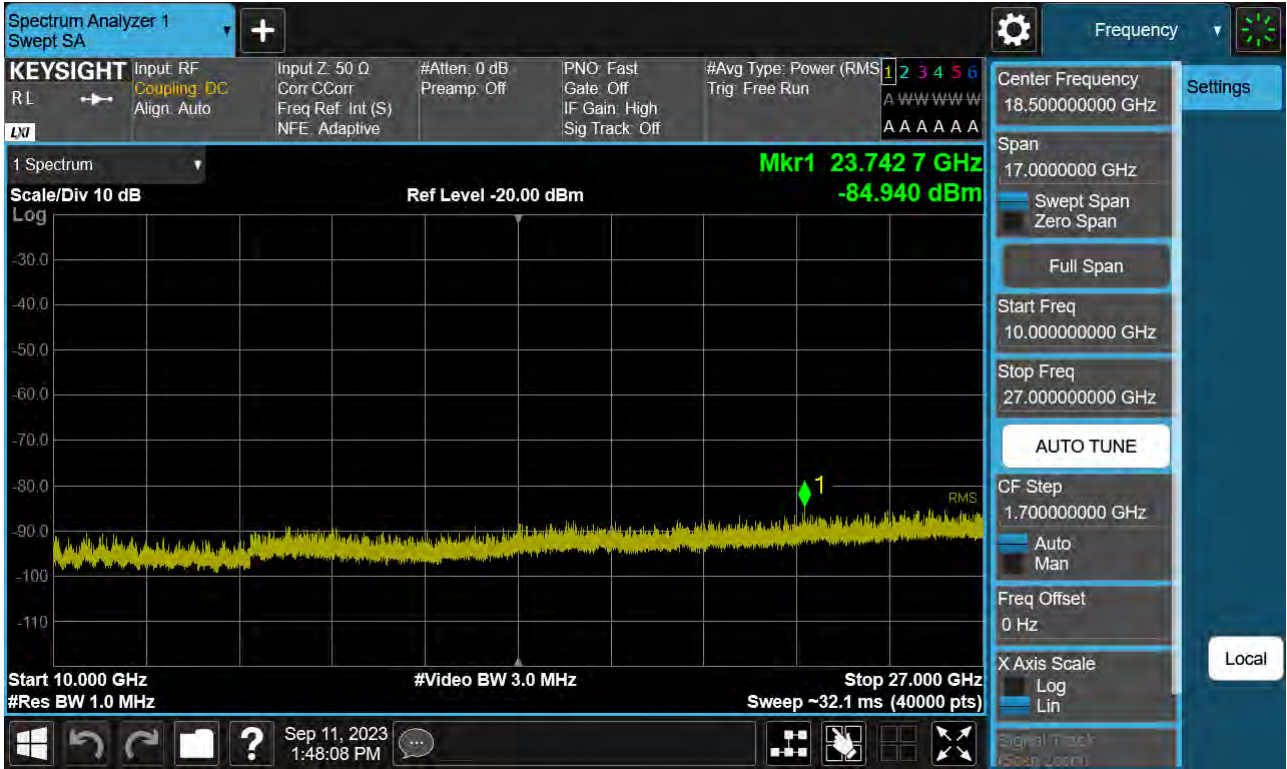 Spectrum Analyzer 1
Swept SA
+
Frequency
KEYSIGHT
R L
LXI
Input: RF
Coupling: DC
Align: Auto
Input Z: 50 Ω
Corr CCorr
Freq Ref: Int (S)
NFE: Adaptive
#Atten: 0 dB
Preamp: Off
PNO: Fast
Gate: Off
IF Gain: High
Sig Track: Off
#Avg Type: Power (RMS
Trig: Free Run
1 2 3 4 5 6
A W W W W W
A A A A A A
1 Spectrum
Scale/Div 10 dB
Log
Ref Level -20.00 dBm
Mkr1 23.742 7 GHz
-84.940 dBm
-30.0
-40.0
-50.0
-60.0
-70.0
-80.0
-90.0
-100
-110
1
RMS
Start 10.000 GHz
#Res BW 1.0 MHz
#Video BW 3.0 MHz
Stop 27.000 GHz
Sweep ~32.1 ms (40000 pts)
Center Frequency
18.500000000 GHz
Span
17.0000000 GHz
Swept Span
Zero Span
Full Span
Start Freq
10.000000000 GHz
Stop Freq
27.000000000 GHz
AUTO TUNE
CF Step
1.700000000 GHz
Auto
Man
Freq Offset
0 Hz
X Axis Scale
Log
Lin
Signal Track
(Span Zoom)
Settings
Local
?
Sep 11, 2023
1:48:08 PM